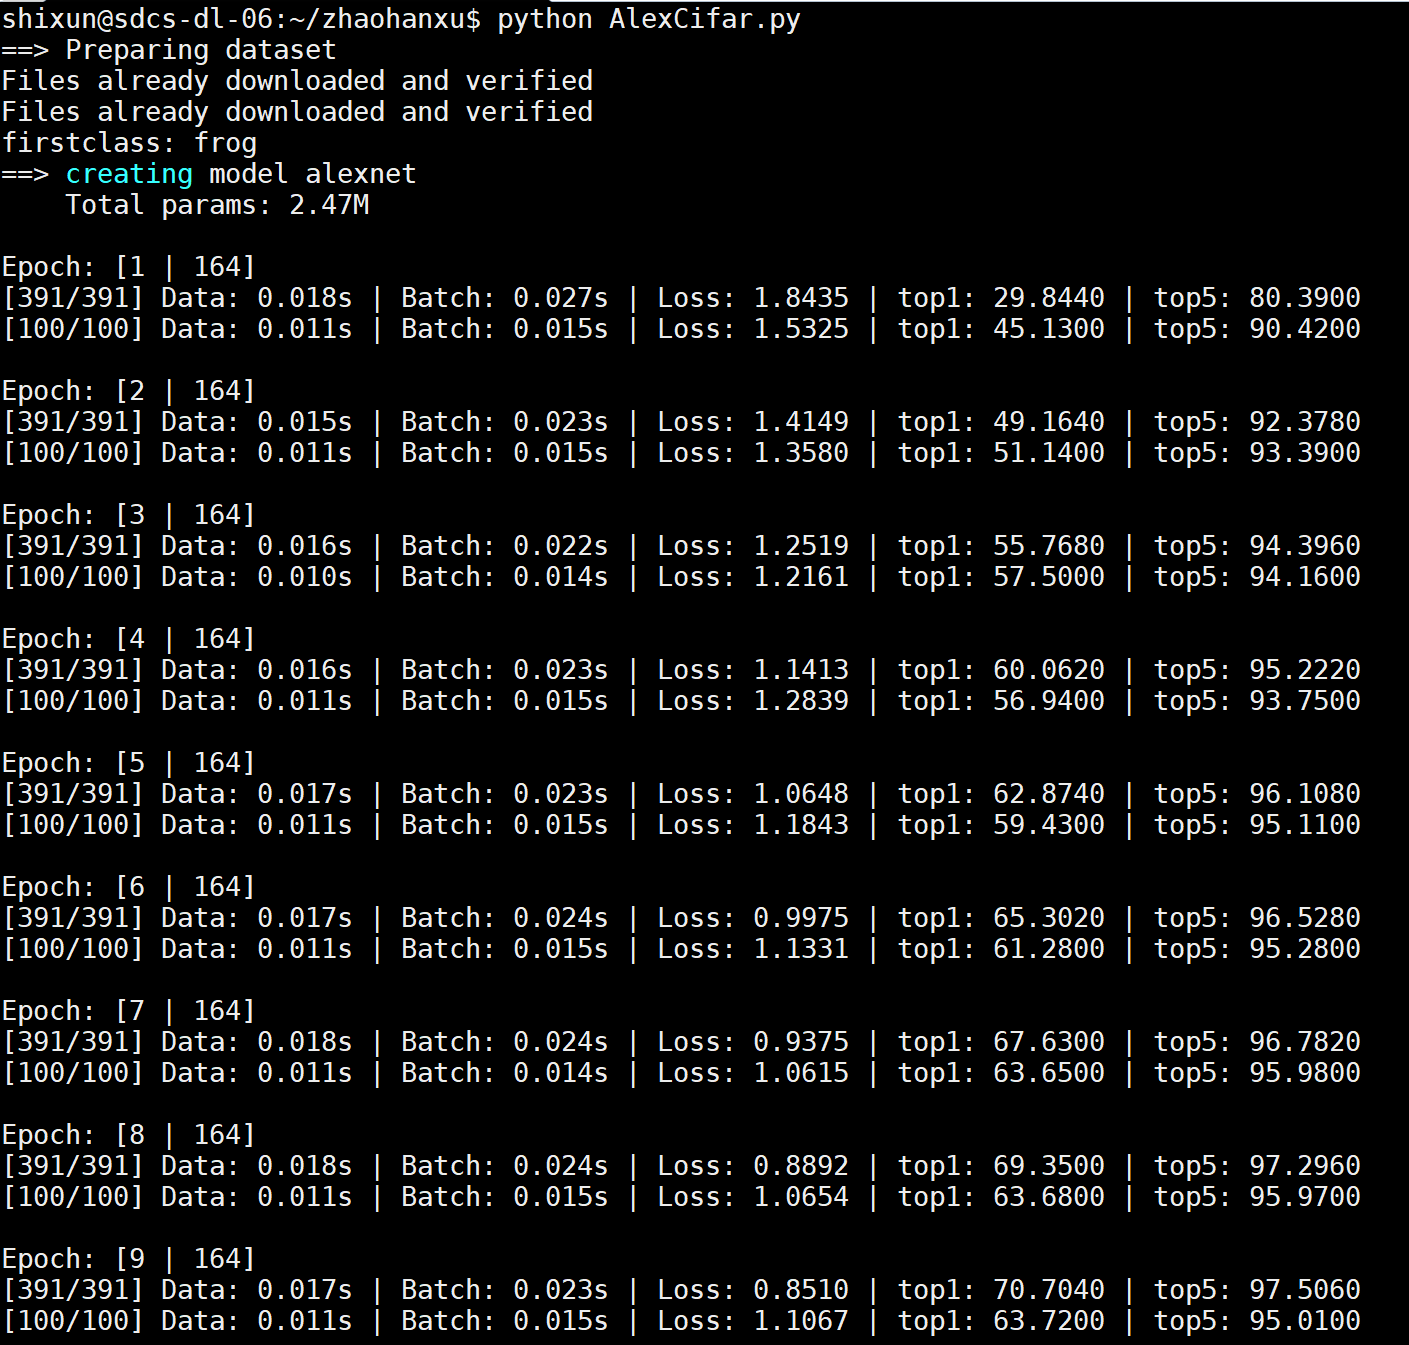 shixun@sdcs-dl-06:~/zhaohanxu$ python AlexCifar.py
==> Preparing dataset
Files already downloaded and verified
Files already downloaded and verified
firstclass: frog
==> creating model alexnet
    Total params: 2.47M

Epoch: [1 | 164]
[391/391] Data: 0.018s | Batch: 0.027s | Loss: 1.8435 | top1: 29.8440 | top5: 80.3900
[100/100] Data: 0.011s | Batch: 0.015s | Loss: 1.5325 | top1: 45.1300 | top5: 90.4200

Epoch: [2 | 164]
[391/391] Data: 0.015s | Batch: 0.023s | Loss: 1.4149 | top1: 49.1640 | top5: 92.3780
[100/100] Data: 0.011s | Batch: 0.015s | Loss: 1.3580 | top1: 51.1400 | top5: 93.3900

Epoch: [3 | 164]
[391/391] Data: 0.016s | Batch: 0.022s | Loss: 1.2519 | top1: 55.7680 | top5: 94.3960
[100/100] Data: 0.010s | Batch: 0.014s | Loss: 1.2161 | top1: 57.5000 | top5: 94.1600

Epoch: [4 | 164]
[391/391] Data: 0.016s | Batch: 0.023s | Loss: 1.1413 | top1: 60.0620 | top5: 95.2220
[100/100] Data: 0.011s | Batch: 0.015s | Loss: 1.2839 | top1: 56.9400 | top5: 93.7500

Epoch: [5 | 164]
[391/391] Data: 0.017s | Batch: 0.023s | Loss: 1.0648 | top1: 62.8740 | top5: 96.1080
[100/100] Data: 0.011s | Batch: 0.015s | Loss: 1.1843 | top1: 59.4300 | top5: 95.1100

Epoch: [6 | 164]
[391/391] Data: 0.017s | Batch: 0.024s | Loss: 0.9975 | top1: 65.3020 | top5: 96.5280
[100/100] Data: 0.011s | Batch: 0.015s | Loss: 1.1331 | top1: 61.2800 | top5: 95.2800

Epoch: [7 | 164]
[391/391] Data: 0.018s | Batch: 0.024s | Loss: 0.9375 | top1: 67.6300 | top5: 96.7820
[100/100] Data: 0.011s | Batch: 0.014s | Loss: 1.0615 | top1: 63.6500 | top5: 95.9800

Epoch: [8 | 164]
[391/391] Data: 0.018s | Batch: 0.024s | Loss: 0.8892 | top1: 69.3500 | top5: 97.2960
[100/100] Data: 0.011s | Batch: 0.015s | Loss: 1.0654 | top1: 63.6800 | top5: 95.9700

Epoch: [9 | 164]
[391/391] Data: 0.017s | Batch: 0.023s | Loss: 0.8510 | top1: 70.7040 | top5: 97.5060
[100/100] Data: 0.011s | Batch: 0.015s | Loss: 1.1067 | top1: 63.7200 | top5: 95.0100